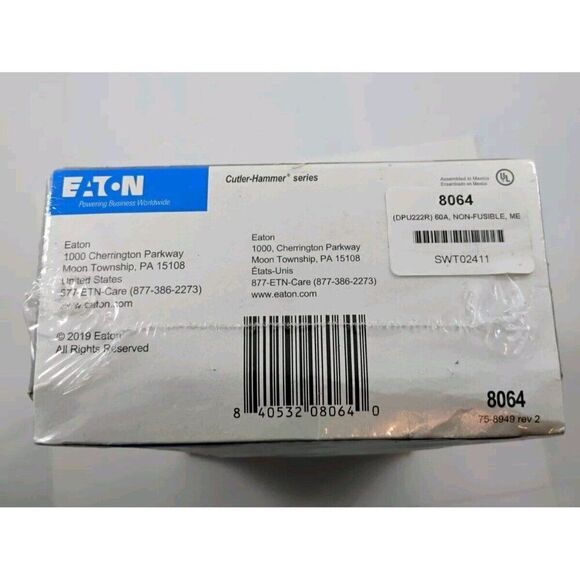 EATON
Powering Business Worldwide
Cutler-Hammer® series
Assembled in Mexico
Ensamblado en Mexico
UL
8064
(DPU222R) 60A, NON-FUSIBLE, ME
SWT02411
Eaton
1000 Cherrington Parkway
Moon Township, PA 15108
United States
877-ETN-Care (877-386-2273)
www.eaton.com
Eaton
1000, Cherrington Parkway
Moon Township, PA 15108
États-Unis
877-ETN-Care (877-386-2273)
www.eaton.com
© 2019 Eaton
All Rights Reserved
8 40532 08064 0
8064
75-8949 rev 2